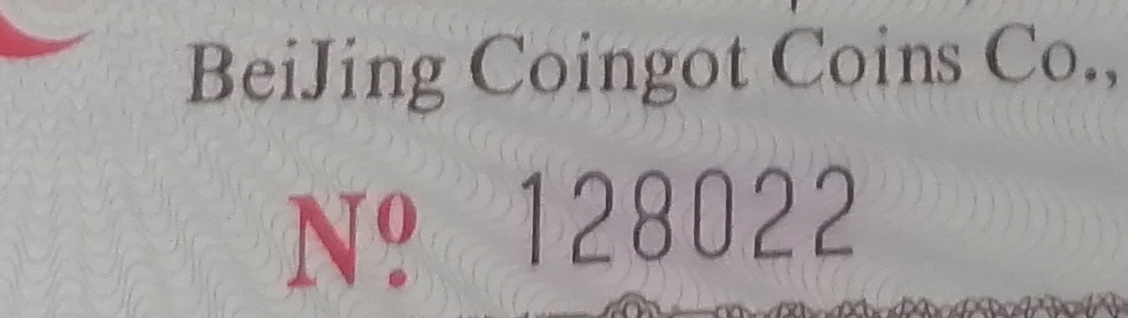 BeiJing Coingot Coins Co.,
Nº 128022